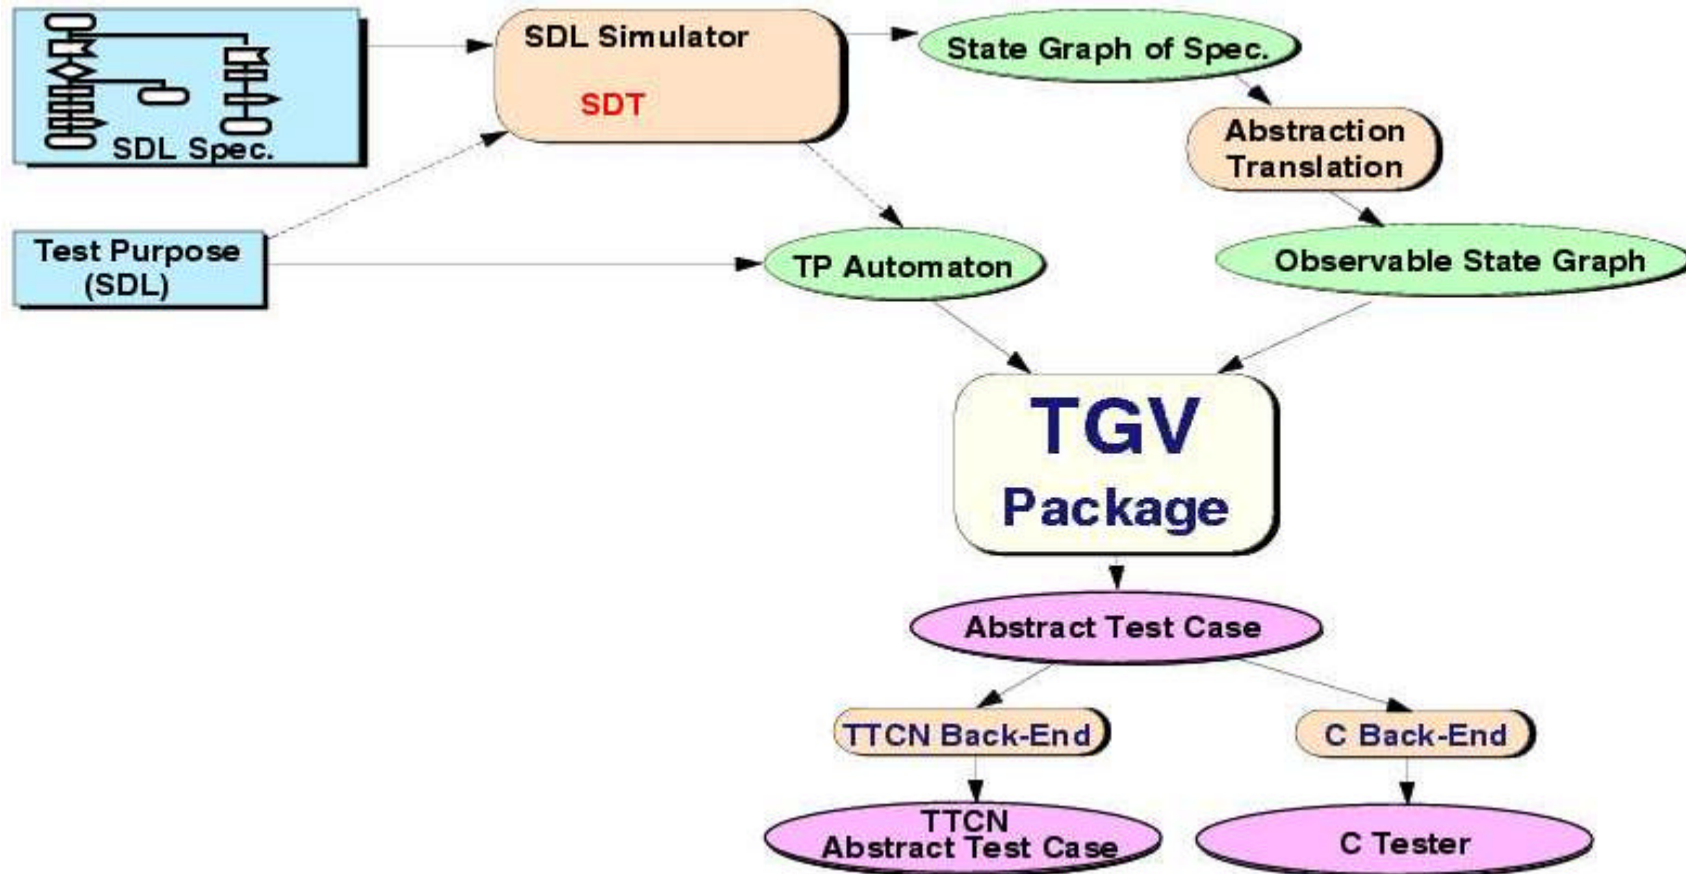 SDL Spec.
SDL Simulator
SDT
State Graph of Spec.
Abstraction
Translation
Test Purpose
(SDL)
TP Automaton
Observable State Graph
TGV
Package
Abstract Test Case
TTCN Back-End
C Back-End
TTCN
Abstract Test Case
C Tester